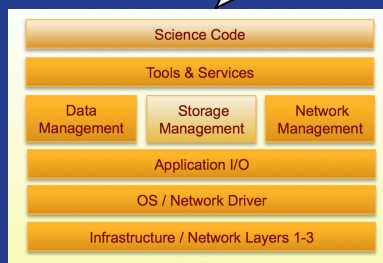 Science Code
Tools & Services
Data
Management
Storage
Management
Network
Management
Application I/O
OS / Network Driver
Infrastructure / Network Layers 1-3